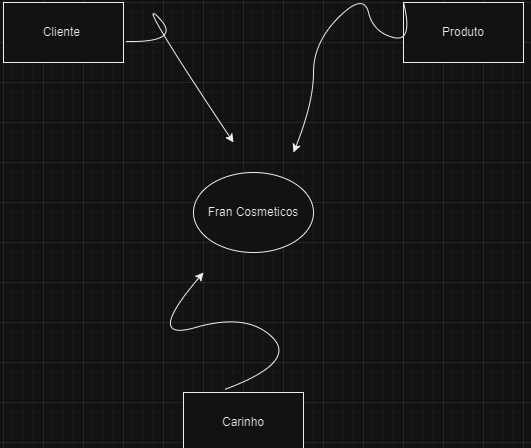 Cliente
Produto
Fran Cosmeticos
Carinho